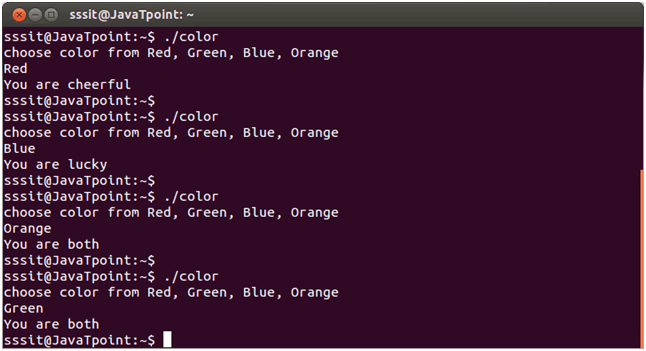 sssit@JavaTpoint: ~
sssit@JavaTpoint:~$ ./color
choose color from Red, Green, Blue, Orange
Red
You are cheerful
sssit@JavaTpoint:~$
sssit@JavaTpoint:~$ ./color
choose color from Red, Green, Blue, Orange
Blue
You are lucky
sssit@JavaTpoint:~$
sssit@JavaTpoint:~$ ./color
choose color from Red, Green, Blue, Orange
Orange
You are both
sssit@JavaTpoint:~$
sssit@JavaTpoint:~$ ./color
choose color from Red, Green, Blue, Orange
Green
You are both
sssit@JavaTpoint:~$